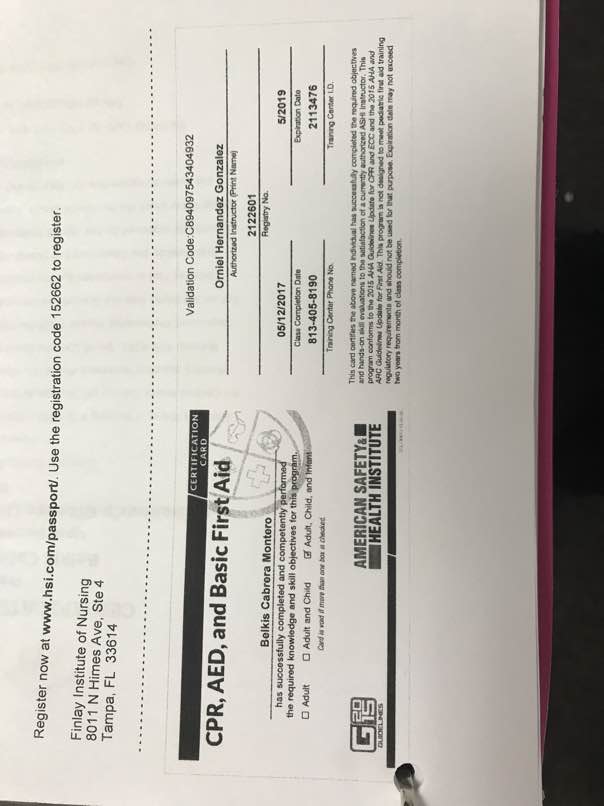 Register now at www.hsi.com/passport/. Use the registration code 152662 to register.
Finlay Institute of Nursing
8011 N Himes Ave, Ste 4
Tampa, FL 33614
CERTIFICATION
CARD
CPR, AED, and Basic First Aid
Belkis Cabrera Montero
has successfully completed and competently performed
the required knowledge and skill objectives for this program.
☐ Adult ☐ Adult and Child ☑ Adult, Child, and Infant
Card is void if more than one box is checked.
G 2015
GUIDELINES
AMERICAN SAFETY &
HEALTH INSTITUTE
Validation Code:C894097543404932
Orniel Hernandez Gonzalez
Authorized Instructor (Print Name)
2122601
Registry No.
05/12/2017 5/2019
Class Completion Date Expiration Date
813-405-8190 2113476
Training Center Phone No. Training Center I.D.
This card certifies the above named individual has successfully completed the required objectives
and hands-on skill evaluations to the satisfaction of a currently authorized ASHI Instructor. This
program conforms to the 2015 AHA Guidelines Update for CPR and ECC and the 2015 AHA and
ARC Guidelines Update for First Aid. This program is not designed to meet pediatric first aid training
regulatory requirements and should not be used for that purpose. Expiration date may not exceed
two years from month of class completion.